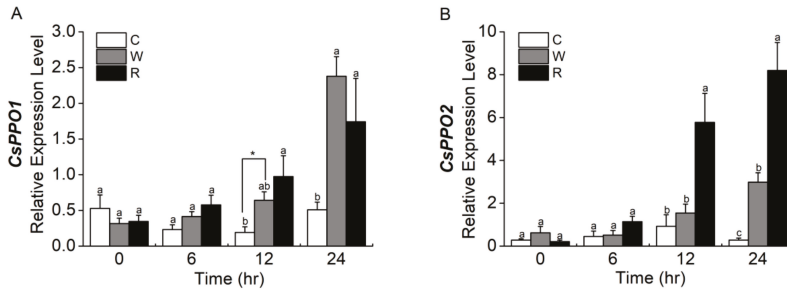 A
CsPPO1
Relative Expression Level
3.0
2.5
2.0
1.5
1.0
0.5
0.0
C
W
R
a
a
a
a
a
a
*
b
ab
a
b
a
a
0
6
12
24
Time (hr)
B
CsPPO2
Relative Expression Level
10
8
6
4
2
0
C
W
R
a
a
a
a
a
a
b
b
a
c
b
a
0
6
12
24
Time (hr)